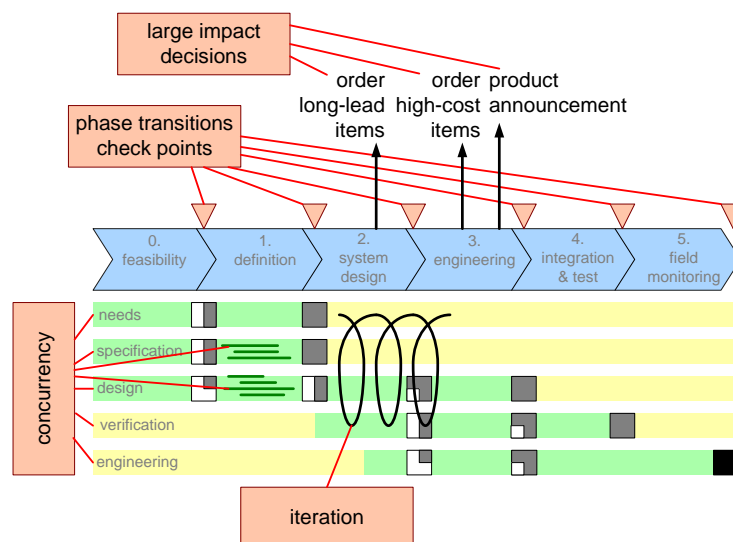 large impact
decisions
order
long-lead
items
order
high-cost
items
product
announcement
phase transitions
check points
0.
feasibility
1.
definition
2.
system
design
3.
engineering
4.
integration
& test
5.
field
monitoring
needs
specification
design
verification
engineering
concurrency
iteration